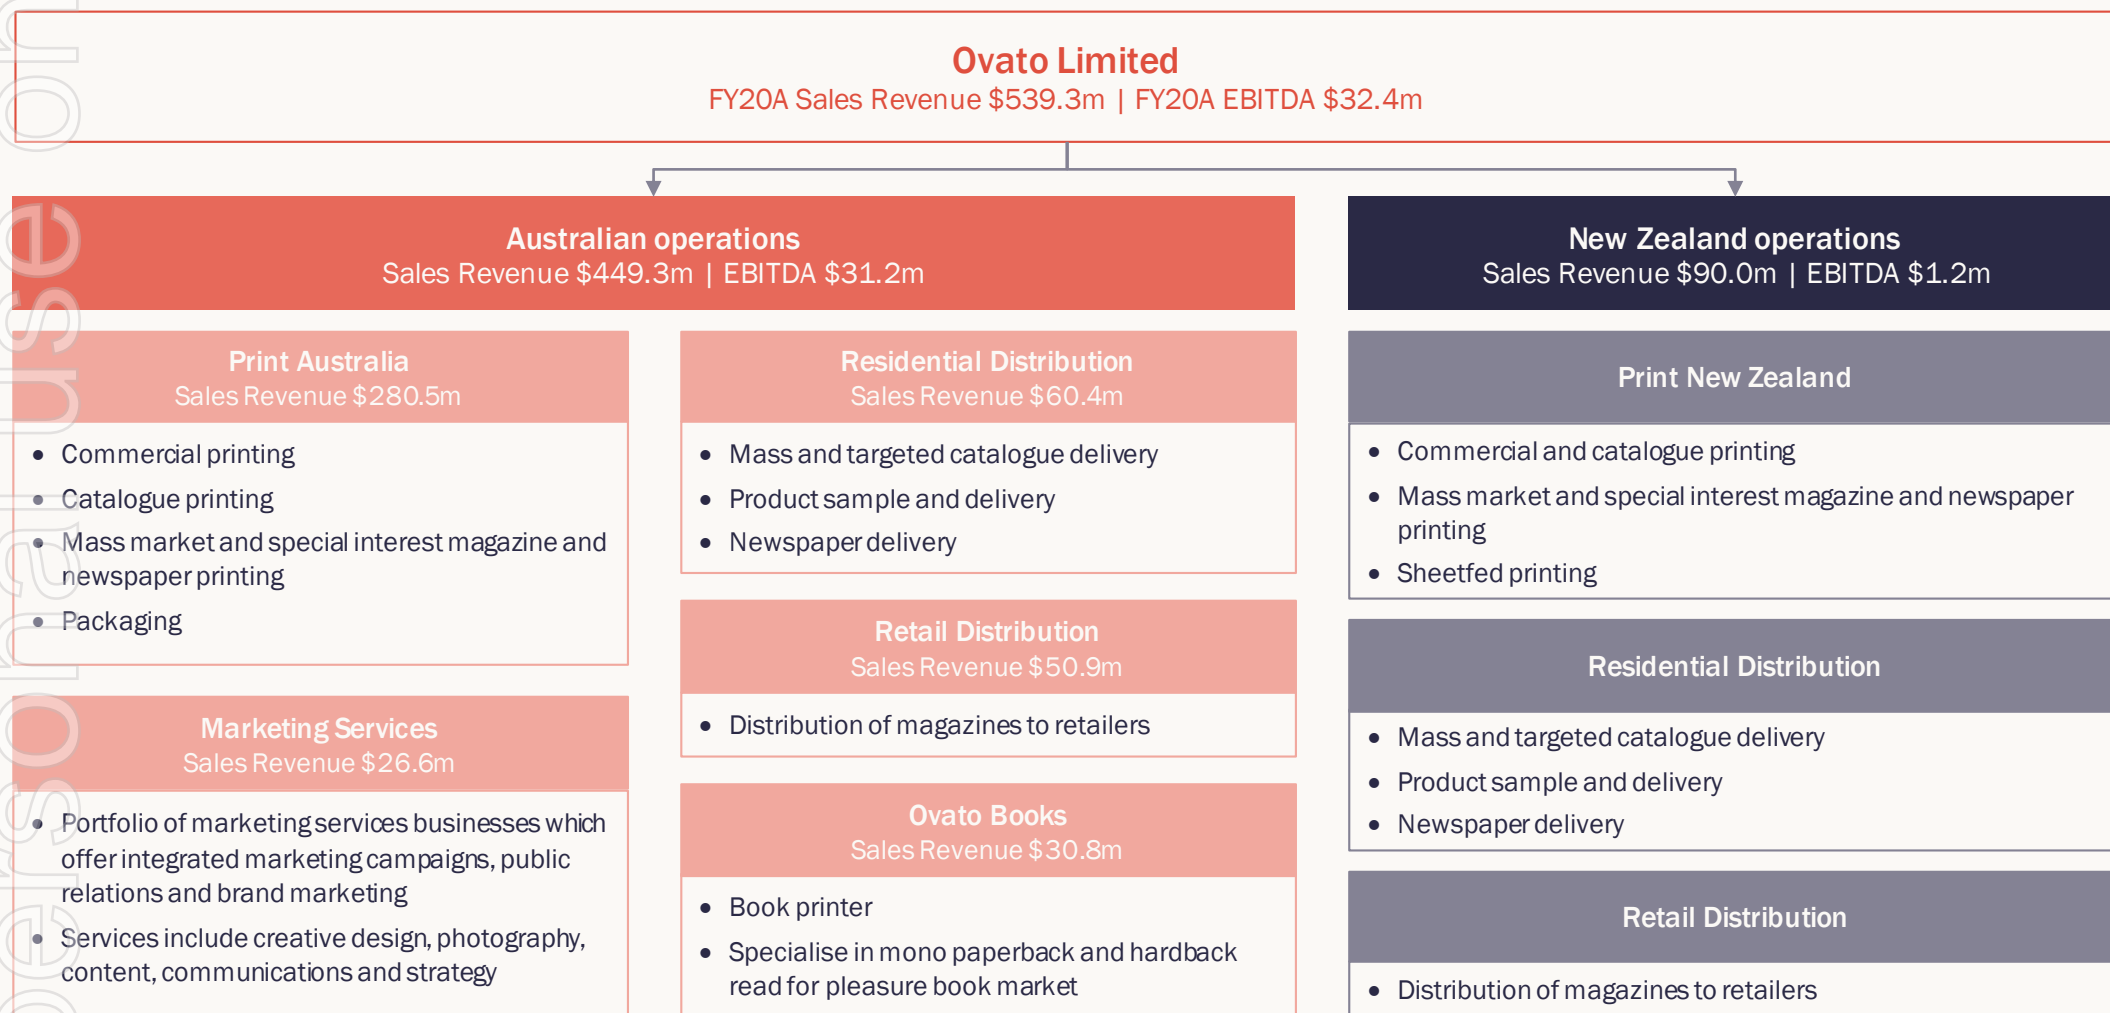 Ovato Limited
FY20A Sales Revenue $539.3m | FY20A EBITDA $32.4m
Australian operations
Sales Revenue $449.3m | EBITDA $31.2m
Print Australia
Sales Revenue $280.5m
• Commercial printing
• Catalogue printing
• Mass market and special interest magazine and
newspaper printing
• Packaging
Marketing Services
Sales Revenue $26.6m
• Portfolio of marketing services businesses which
offer integrated marketing campaigns, public
relations and brand marketing
• Services include creative design, photography,
content, communications and strategy
Residential Distribution
Sales Revenue $60.4m
• Mass and targeted catalogue delivery
• Product sample and delivery
• Newspaper delivery
Retail Distribution
Sales Revenue $50.9m
• Distribution of magazines to retailers
Ovato Books
Sales Revenue $30.8m
• Book printer
• Specialise in mono paperback and hardback
read for pleasure book market
New Zealand operations
Sales Revenue $90.0m | EBITDA $1.2m
Print New Zealand
• Commercial and catalogue printing
• Mass market and special interest magazine and newspaper
printing
• Sheetfed printing
Residential Distribution
• Mass and targeted catalogue delivery
• Product sample and delivery
• Newspaper delivery
Retail Distribution
• Distribution of magazines to retailers
ersonal use on